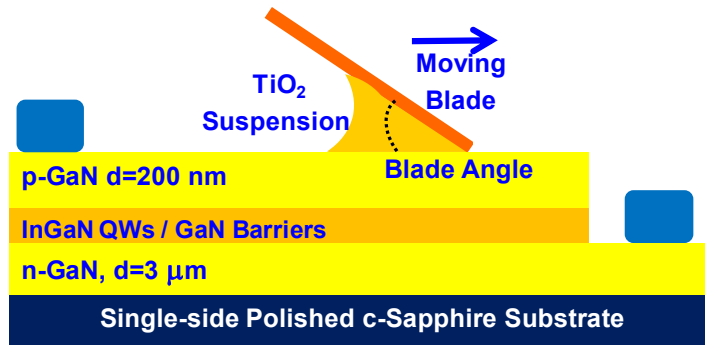 TiO2
Suspension
Moving
Blade
Blade Angle
p-GaN d=200 nm
InGaN QWs / GaN Barriers
n-GaN, d=3 μm
Single-side Polished c-Sapphire Substrate